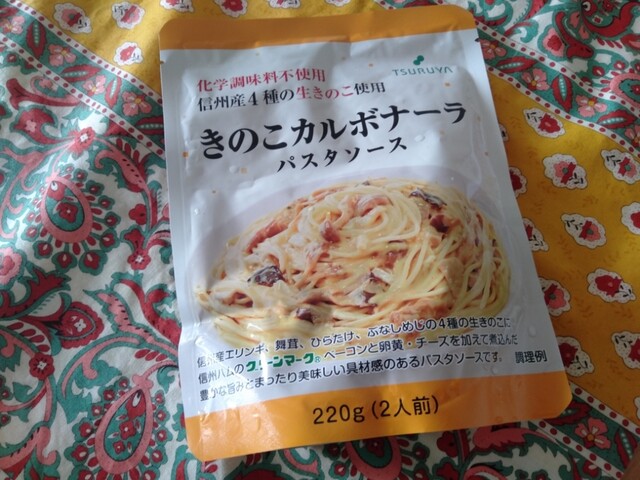 TSURUYA
化学調味料不使用
信州産4種の生きのこ使用
きのこカルボナーラ
パスタソース
信州産エリンギ、舞茸、ひらたけ、ぶなしめじの4種の生きのこに
信州ハムのグリーンマーク®ベーコンと卵黄・チーズを加えて煮込んだ
豊かな旨みとまったり美味しい具材感のあるパスタソースです。 調理例
220g(2人前)